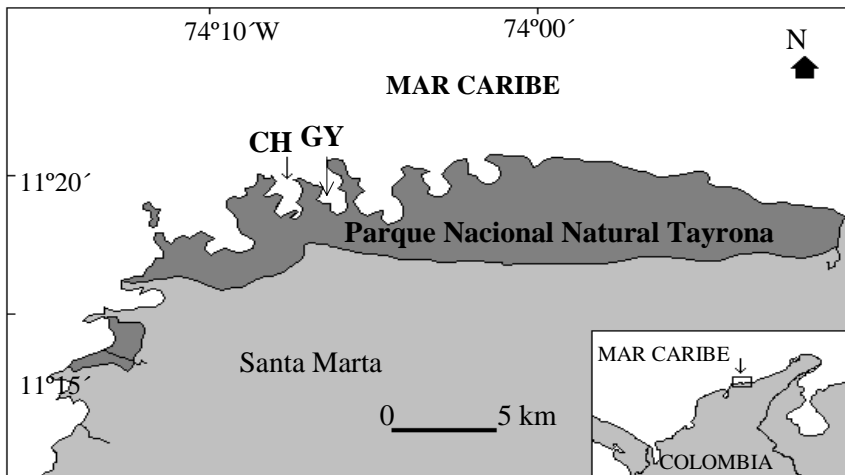 74º10´W
74º00´
N
MAR CARIBE
CH GY
11º20´
Parque Nacional Natural Tayrona
Santa Marta
11º15´
0 5 km
MAR CARIBE
COLOMBIA